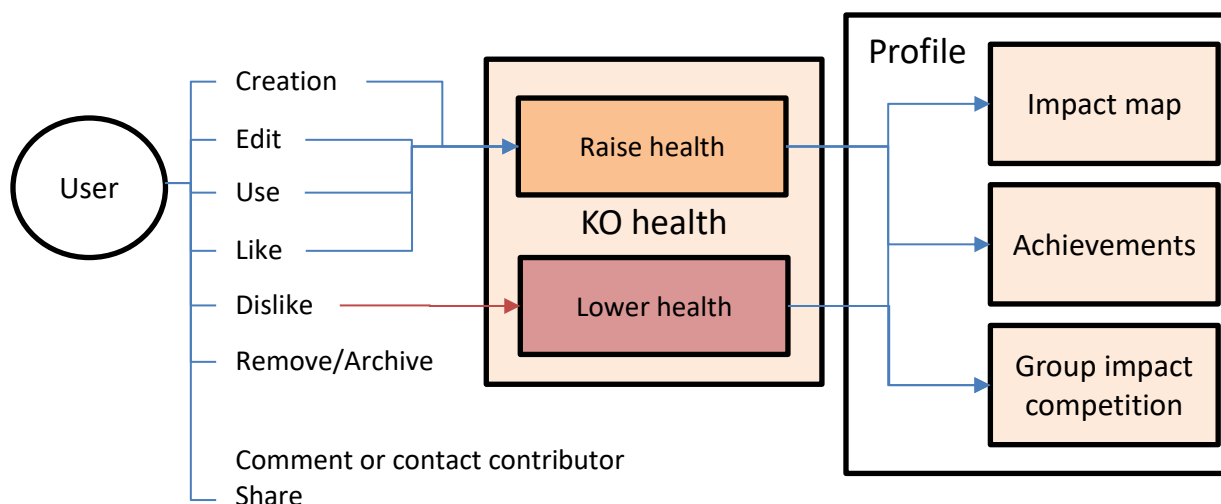 User
Creation
Edit
Use
Like
Dislike
Remove/Archive
Comment or contact contributor
Share
Raise health
KO health
Lower health
Profile
Impact map
Achievements
Group impact
competition